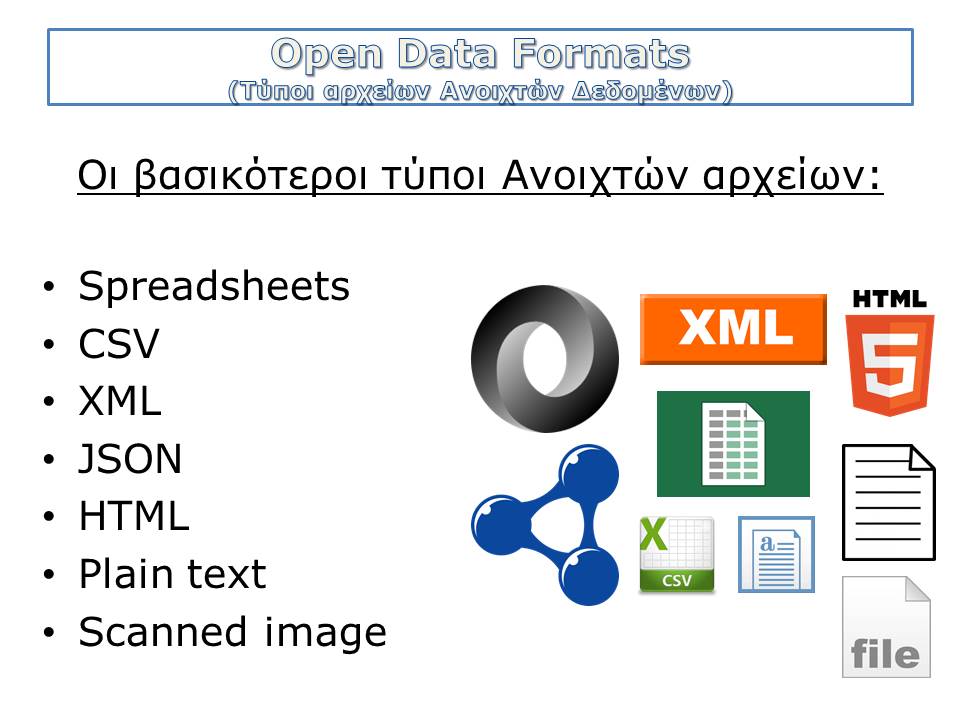 Open Data Formats
(Τύποι αρχείων Ανοιχτών Δεδομένων)
Οι βασικότεροι τύποι Ανοιχτών αρχείων:
• Spreadsheets
• CSV
• XML
• JSON
• HTML
• Plain text
• Scanned image
XML
HTML
5
X
CSV
a
file